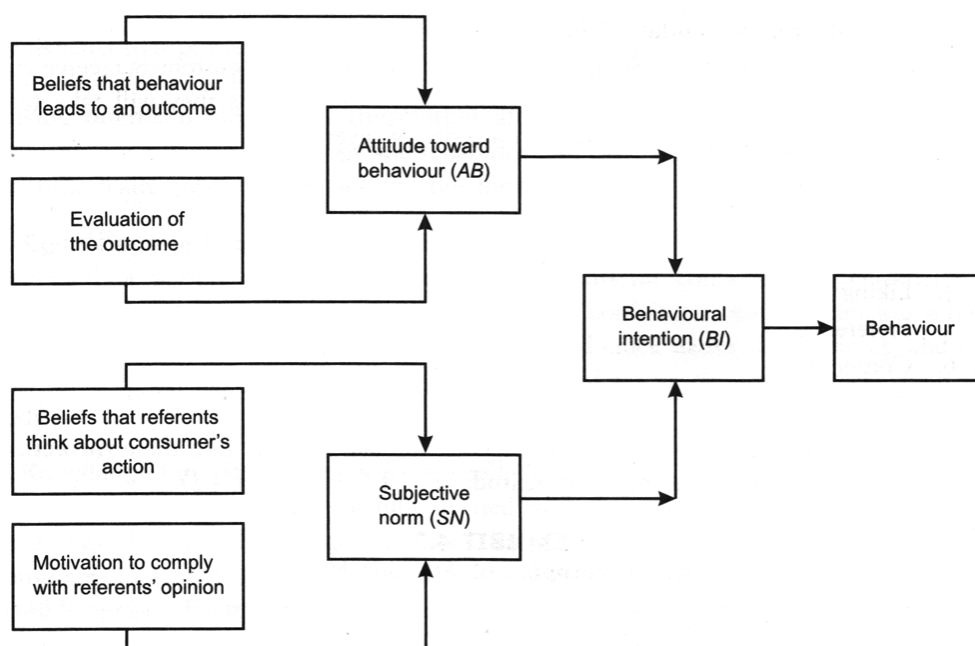 Beliefs that behaviour
leads to an outcome
Evaluation of
the outcome
Attitude toward
behaviour (AB)
Behavioural
intention (BI)
Behaviour
Beliefs that referents
think about consumer's
action
Motivation to comply
with referents' opinion
Subjective
norm (SN)